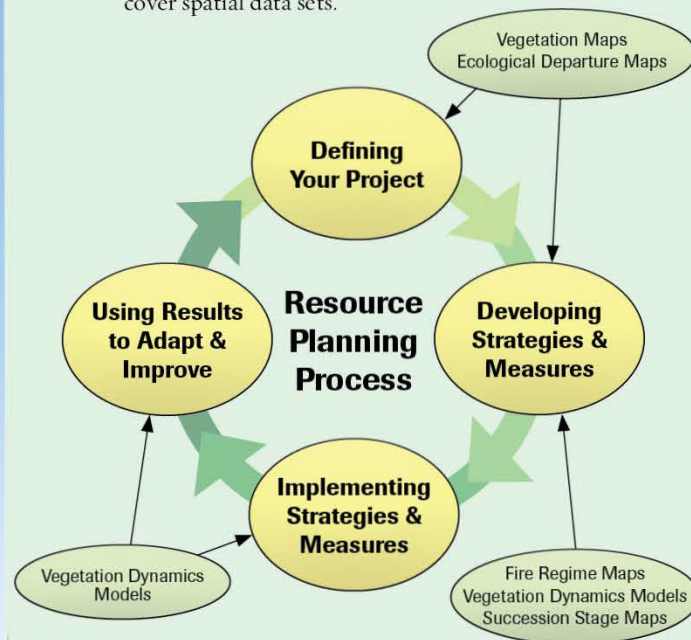 cover spatial data sets.
Vegetation Maps
Ecological Departure Maps
Defining
Your Project
Using Results
to Adapt &
Improve
Resource
Planning
Process
Developing
Strategies &
Measures
Implementing
Strategies &
Measures
Vegetation Dynamics
Models
Fire Regime Maps
Vegetation Dynamics Models
Succession Stage Maps